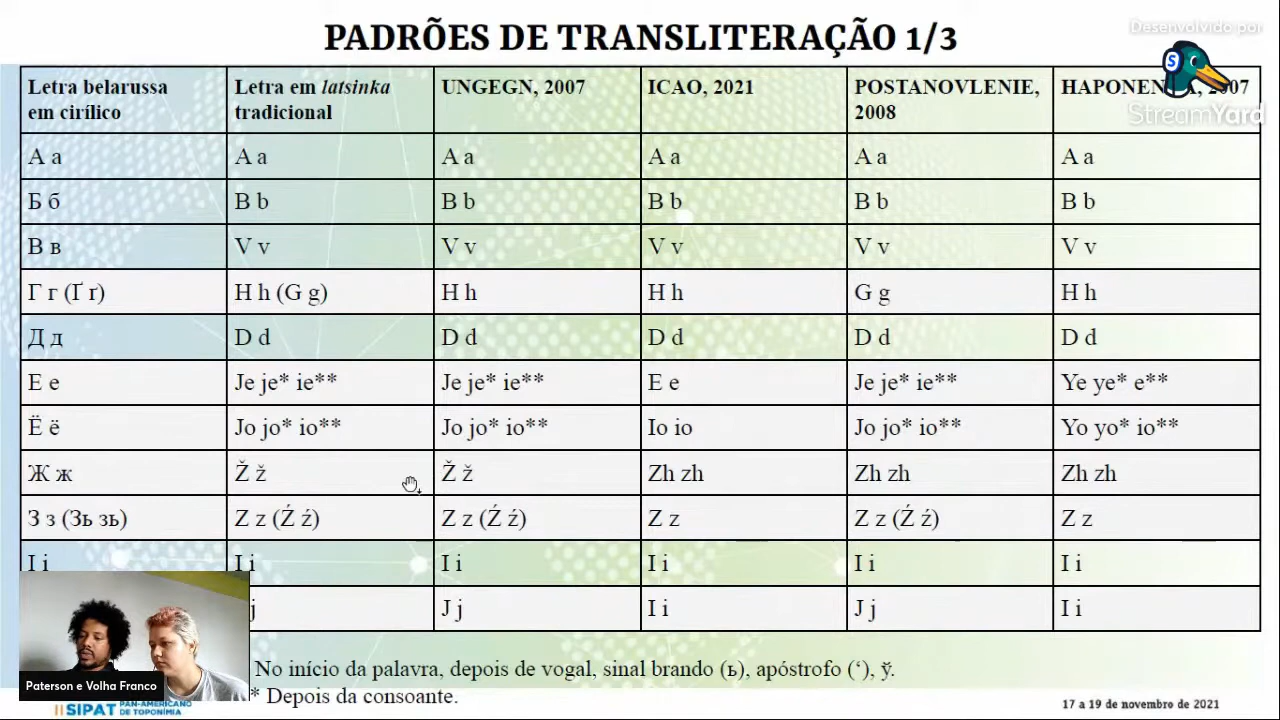 PADRÕES DE TRANSLITERAÇÃO 1/3
Desenvolvido por
StreamYard
Letra belarussa em cirílico | Letra em latsinka tradicional | UNGEGN, 2007 | ICAO, 2021 | POSTANOVLENIE, 2008 | 2007
А а | A a | A a | A a | A a | A a
Б б | B b | B b | B b | B b | B b
В в | V v | V v | V v | V v | V v
Г г (Ґ ґ) | H h (G g) | H h | H h | G g | H h
Д д | D d | D d | D d | D d | D d
Е е | Je je* ie** | Je je* ie** | E e | Je je* ie** | Ye ye* e**
Ё ё | Jo jo* io** | Jo jo* io** | Io io | Jo jo* io** | Yo yo* io**
Ж ж | Ž ž | Ž ž | Zh zh | Zh zh | Zh zh
З з (Зь зь) | Z z (Ź ź) | Z z (Ź ź) | Z z | Z z (Ź ź) | Z z
І і | I i | I i | I i | I i | I i
j | J j | I i | J j | I i
No início da palavra, depois de vogal, sinal brando (ь), apóstrofo (‘), ў.
* Depois da consoante.
Paterson e Volha Franco
II SIPAT PAN-AMERICANO DE TOPONÍMIA
17 a 19 de novembro de 2021